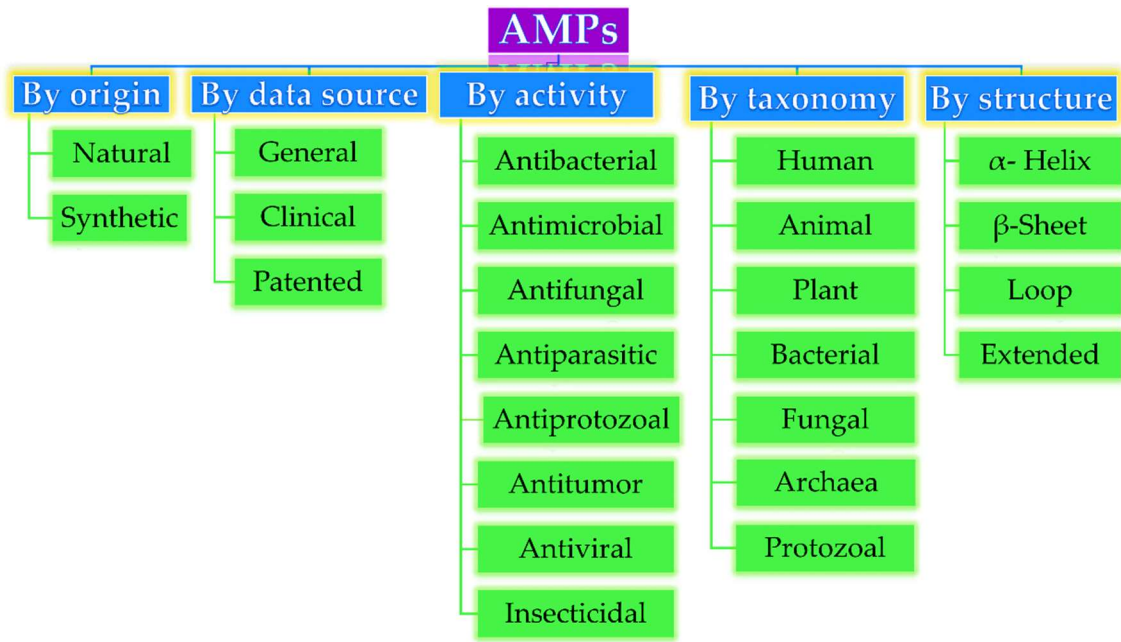 AMPs
By origin
Natural
Synthetic
By data source
General
Clinical
Patented
By activity
Antibacterial
Antimicrobial
Antifungal
Antiparasitic
Antiprotozoal
Antitumor
Antiviral
Insecticidal
By taxonomy
Human
Animal
Plant
Bacterial
Fungal
Archaea
Protozoal
By structure
α- Helix
β-Sheet
Loop
Extended